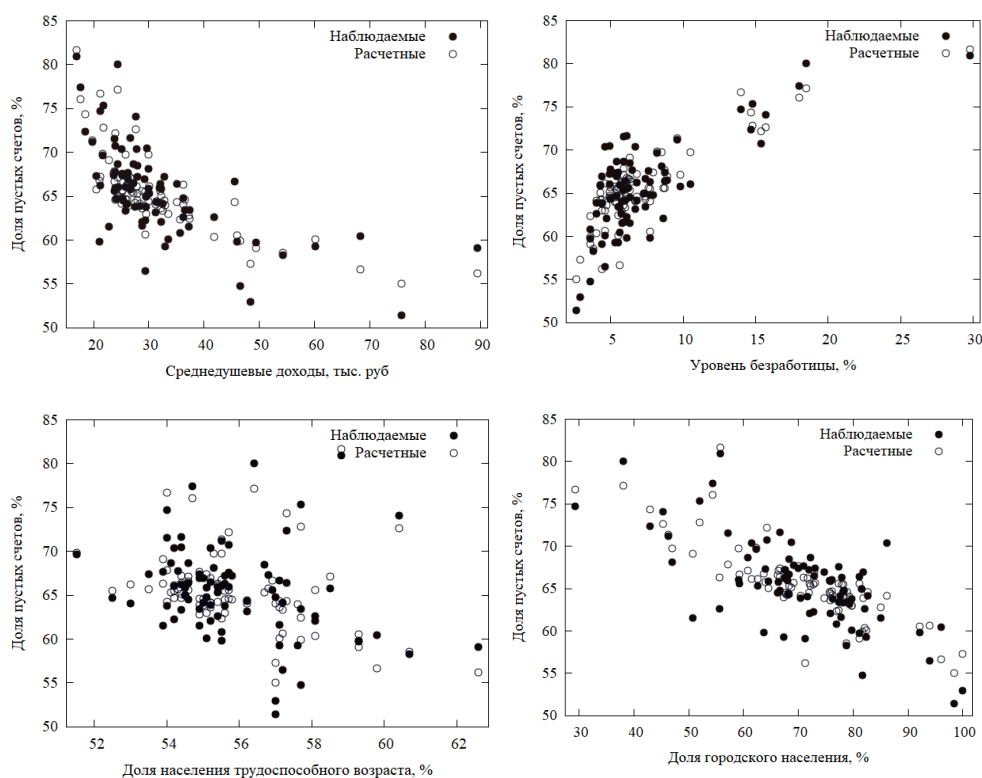 Доля пустых счетов, %
85
80
75
70
65
60
55
50
Наблюдаемые
Расчетные
20 30 40 50 60 70 80 90
Среднедушевые доходы, тыс. руб
Доля пустых счетов, %
85
80
75
70
65
60
55
50
Наблюдаемые
Расчетные
5 10 15 20 25 30
Уровень безработицы, %
Доля пустых счетов, %
85
80
75
70
65
60
55
50
Наблюдаемые
Расчетные
52 54 56 58 60 62
Доля населения трудоспособного возраста, %
Доля пустых счетов, %
85
80
75
70
65
60
55
50
Наблюдаемые
Расчетные
30 40 50 60 70 80 90 100
Доля городского населения, %